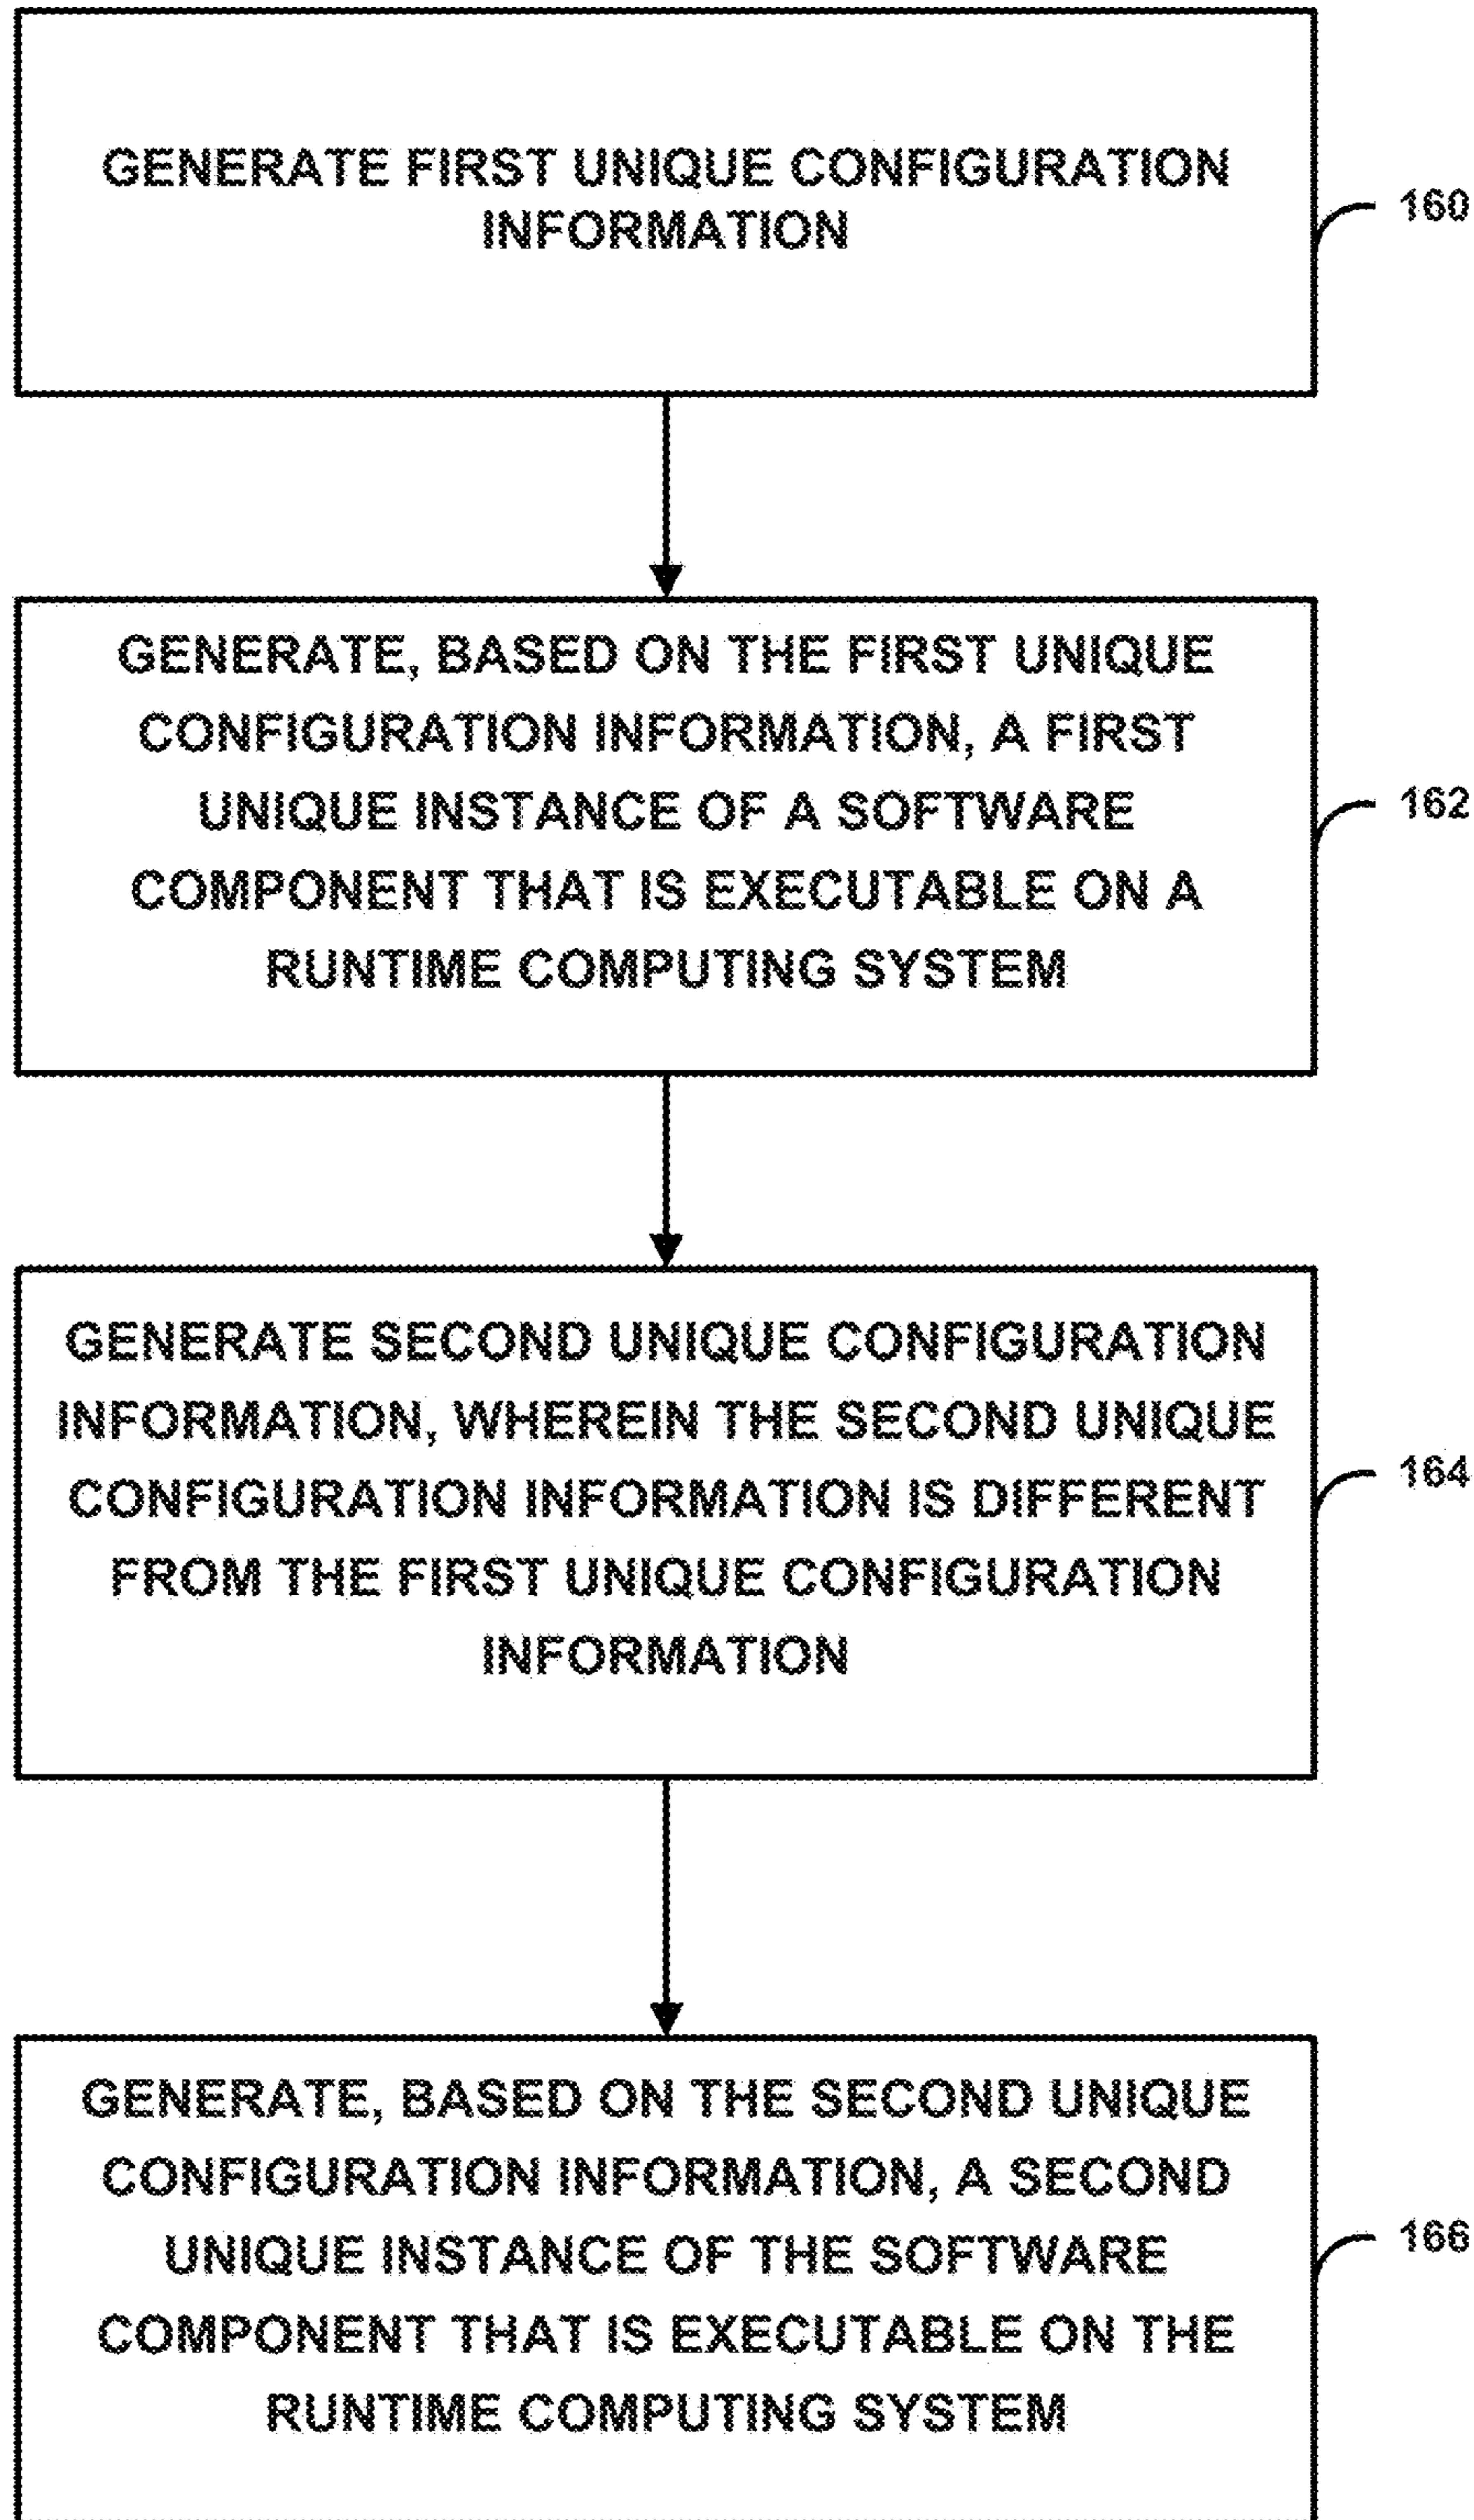 GENERATE FIRST UNIQUE CONFIGURATION
INFORMATION
160
GENERATE, BASED ON THE FIRST UNIQUE
CONFIGURATION INFORMATION, A FIRST
UNIQUE INSTANCE OF A SOFTWARE
COMPONENT THAT IS EXECUTABLE ON A
RUNTIME COMPUTING SYSTEM
162
GENERATE SECOND UNIQUE CONFIGURATION
INFORMATION, WHEREIN THE SECOND UNIQUE
CONFIGURATION INFORMATION IS DIFFERENT
FROM THE FIRST UNIQUE CONFIGURATION
INFORMATION
164
GENERATE, BASED ON THE SECOND UNIQUE
CONFIGURATION INFORMATION, A SECOND
UNIQUE INSTANCE OF THE SOFTWARE
COMPONENT THAT IS EXECUTABLE ON THE
RUNTIME COMPUTING SYSTEM
166